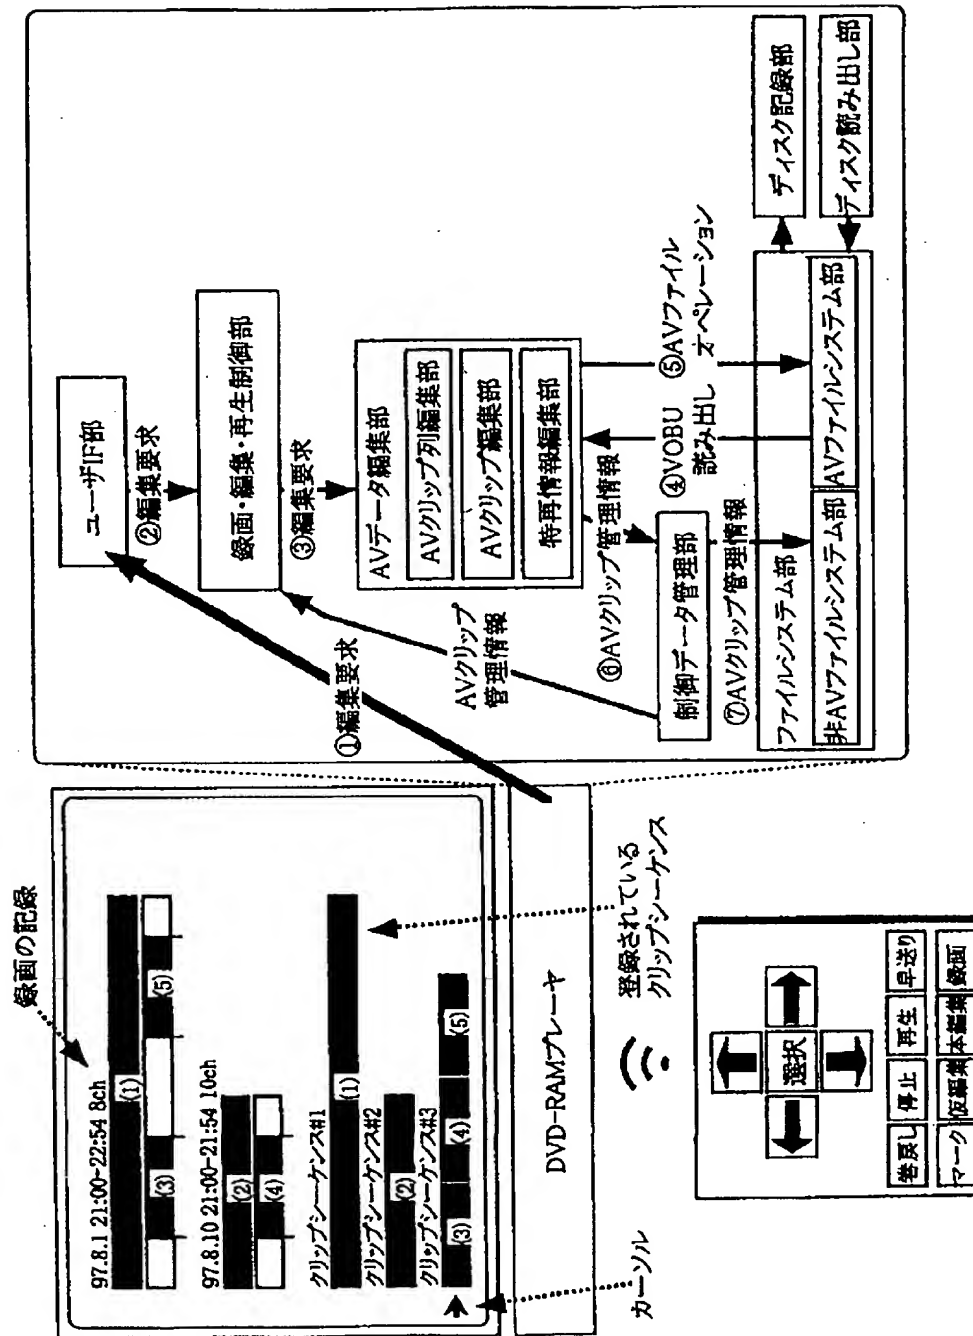 録画の記録
97.8.1 21:00-22:54 8ch
(1)
(3)
(5)
97.8.10 21:00-21:54 10ch
(2)
(4)
クリップシーケンス#1
(1)
クリップシーケンス#2
(2)
クリップシーケンス#3
(3)
(4)
(5)
カーソル
DVD-RAMプレーヤ
登録されている
クリップシーケンス
選択
巻戻し
停止
再生
早送り
マーク
仮編集
本編集
録画
①編集要求
ユーザIF部
②編集要求
録画・編集・再生制御部
③編集要求
AVクリップ
管理情報
AVデータ編集部
AVクリップ列編集部
AVクリップ編集部
特再情報編集部
④VOBU
読み出し
⑤AVファイル
オペレーション
⑥AVクリップ管理情報
制御データ管理部
⑦AVクリップ管理情報
ファイルシステム部
非AVファイルシステム部
AVファイルシステム部
ディスク記録部
ディスク読み出し部